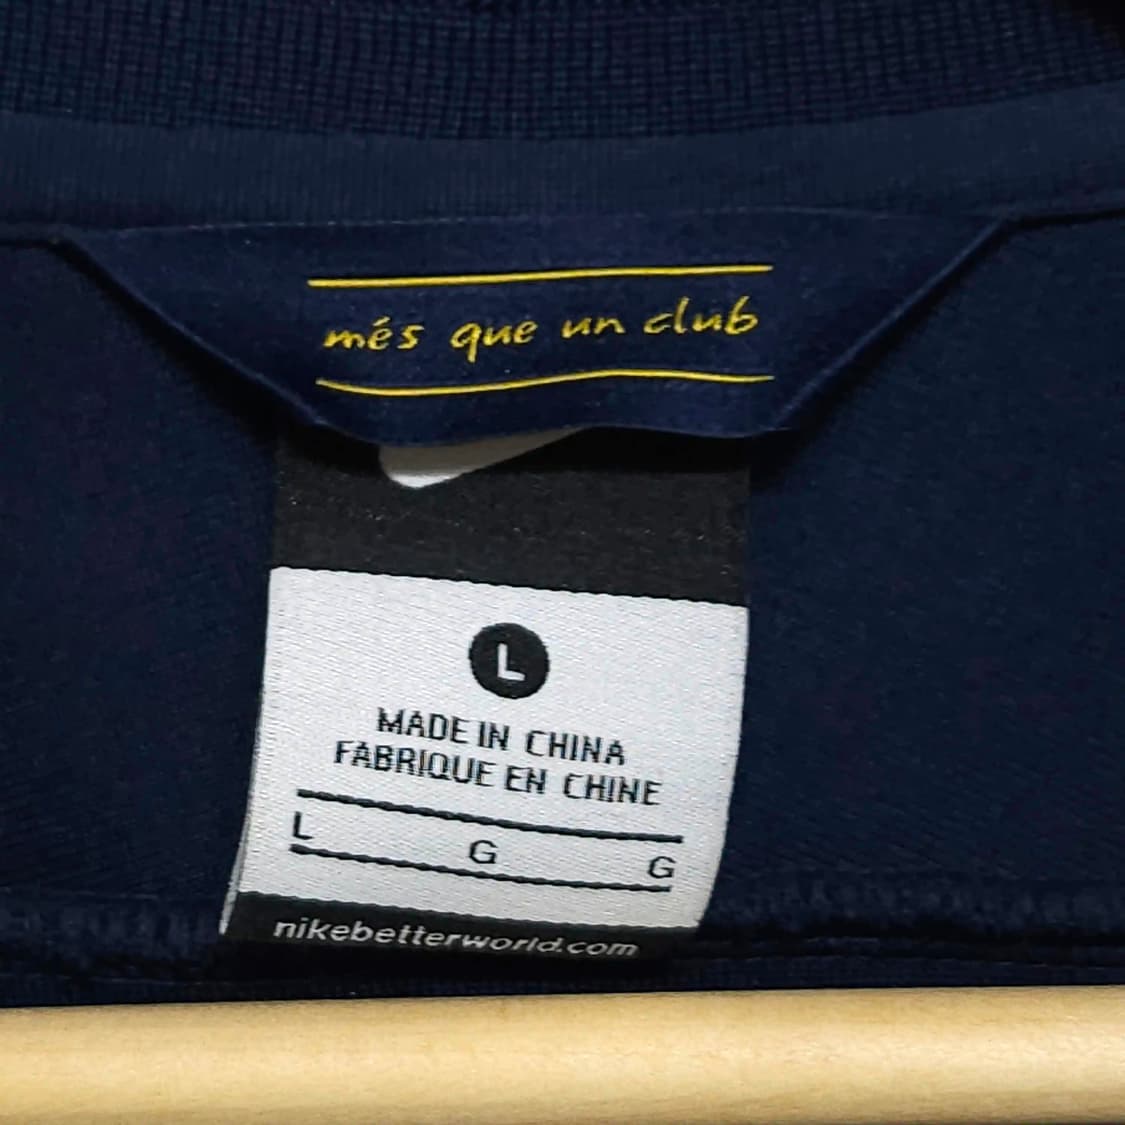 més que un club
L
MADE IN CHINA
FABRIQUE EN CHINE
L G G
nikebetterworld.com